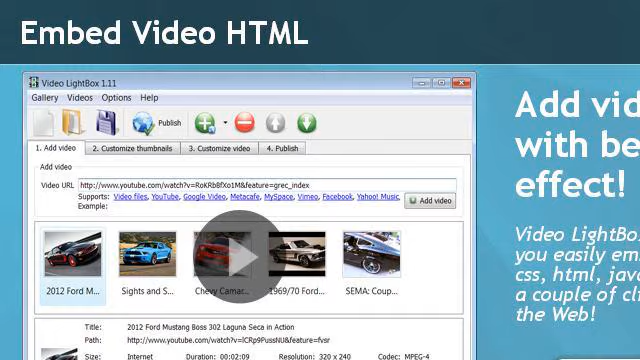 Embed Video HTML
Video LightBox 1.11
Gallery Videos Options Help
Publish
1. Add video 2. Customize thumbnails 3. Customize video 4. Publish
Add video
Video URL http://www.youtube.com/watch?v=RoKRb8fXo1M&feature=grec_index
Supports: Video files, YouTube, Google Video, Metacafe, MySpace, Vimeo, Facebook, Yahoo! Music,
Example:
Add video
2012 Ford M... Sights and S... Chevy Camar... 1969/70 Ford... SEMA: Coup...
Title: 2012 Ford Mustang Boss 302 Laguna Seca in Action
Link: http://www.youtube.com/watch?v=lCRp9PussNU&feature=fvsr
Source: Internet Duration: 00:02:09 Resolution: 320 x 240 Codec: MPEG-4
Add vid
with be
effect!
Video LightBo
you easily em
css, html, jav
a couple of cli
the Web!